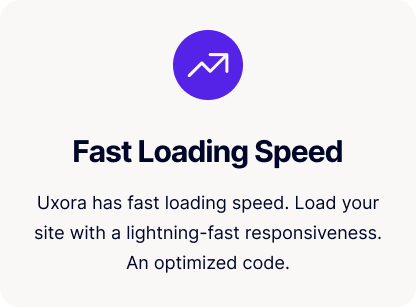 Fast Loading Speed
Uxora has fast loading speed. Load your
site with a lightning-fast responsiveness.
An optimized code.